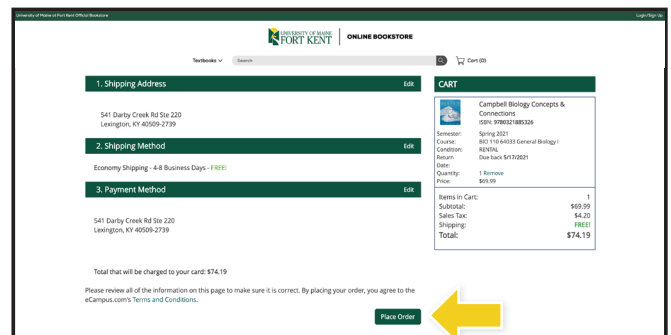 University of Maine at Fort Kent Official Bookstore
Login/Sign Up
UNIVERSITY OF MAINE
FORT KENT
ONLINE BOOKSTORE
Textbooks
Search
Cart (0)
1. Shipping Address
Edit
541 Darby Creek Rd Ste 220
Lexington, KY 40509-2739
2. Shipping Method
Edit
Economy Shipping - 4-8 Business Days - FREE!
3. Payment Method
Edit
541 Darby Creek Rd Ste 220
Lexington, KY 40509-2739
Total that will be charged to your card: $74.19
Please review all of the information on this page to make sure it is correct. By placing your order, you agree to the
eCampus.com's Terms and Conditions.
Place Order
CART
Campbell Biology Concepts &
Connections
ISBN: 9780321885326
Semester: Spring 2021
Course: BIO 110 64033 General Biology I
Condition: RENTAL
Return Due back 5/17/2021
Date:
Quantity: 1 Remove
Price: $69.99
Items in Cart: 1
Subtotal: $69.99
Sales Tax: $4.20
Shipping: FREE!
Total: $74.19